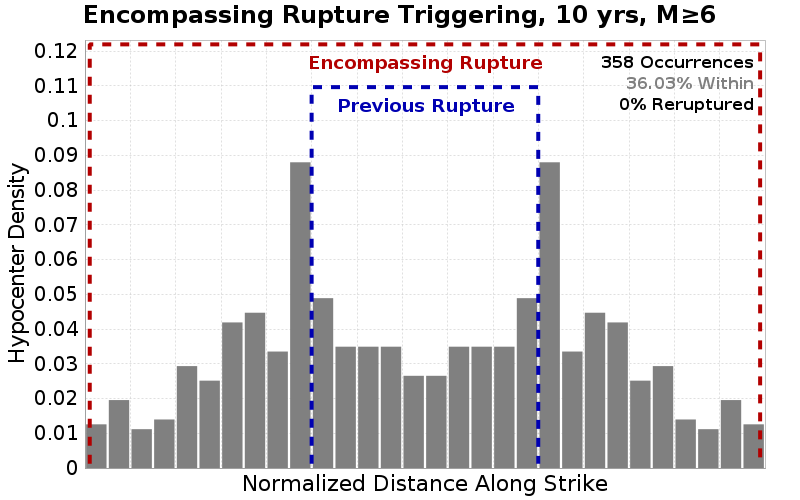 Encompassing Rupture Triggering, 10 yrs, M≥6
0.12
0.11
0.1
0.09
0.08
0.07
0.06
0.05
0.04
0.03
0.02
0.01
0
Hypocenter Density
Encompassing Rupture
Previous Rupture
358 Occurrences
36.03% Within
0% Reruptured
Normalized Distance Along Strike